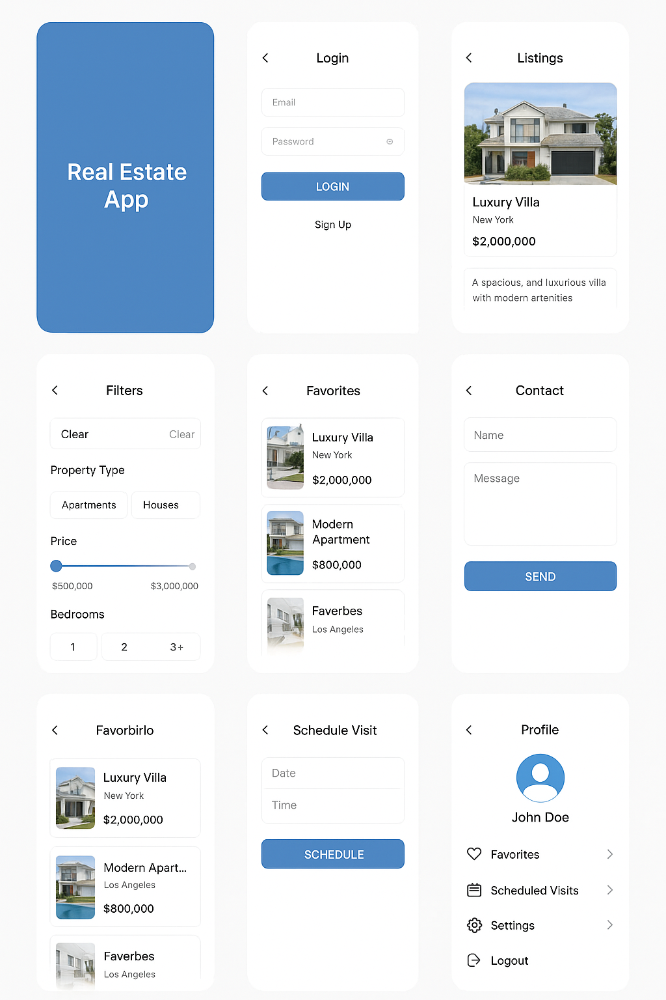 Real Estate
App
Login
Email
Password
LOGIN
Sign Up
Listings
Luxury Villa
New York
$2,000,000
A spacious, and luxurious villa
with modern artenities
Filters
Clear Clear
Property Type
Apartments Houses
Price
$500,000 $3,000,000
Bedrooms
1 2 3+
Favorites
Luxury Villa
New York
$2,000,000
Modern
Apartment
$800,000
Faverbes
Los Angeles
Contact
Name
Message
SEND
Favorbirlo
Luxury Villa
New York
$2,000,000
Modern Apart...
Los Angeles
$800,000
Faverbes
Los Angeles
Schedule Visit
Date
Time
SCHEDULE
Profile
John Doe
Favorites
Scheduled Visits
Settings
Logout